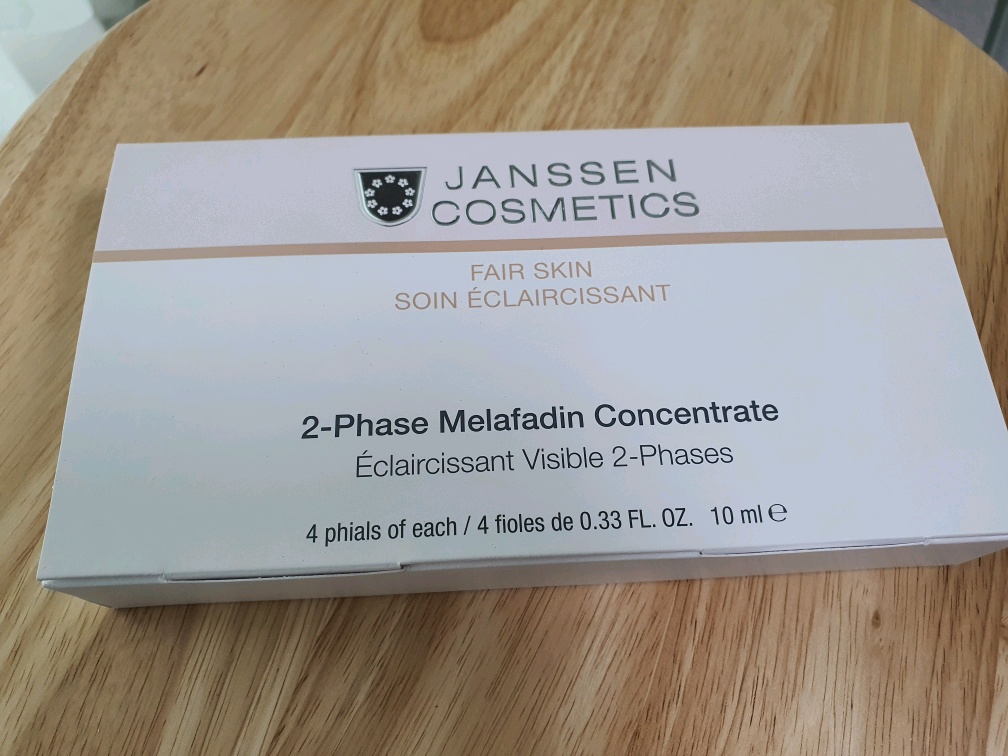 JANSSEN
COSMETICS
FAIR SKIN
SOIN ÉCLAIRCISSANT
2-Phase Melafadin Concentrate
Éclaircissant Visible 2-Phases
4 phials of each / 4 fioles de 0.33 FL. OZ. 10 ml ℮